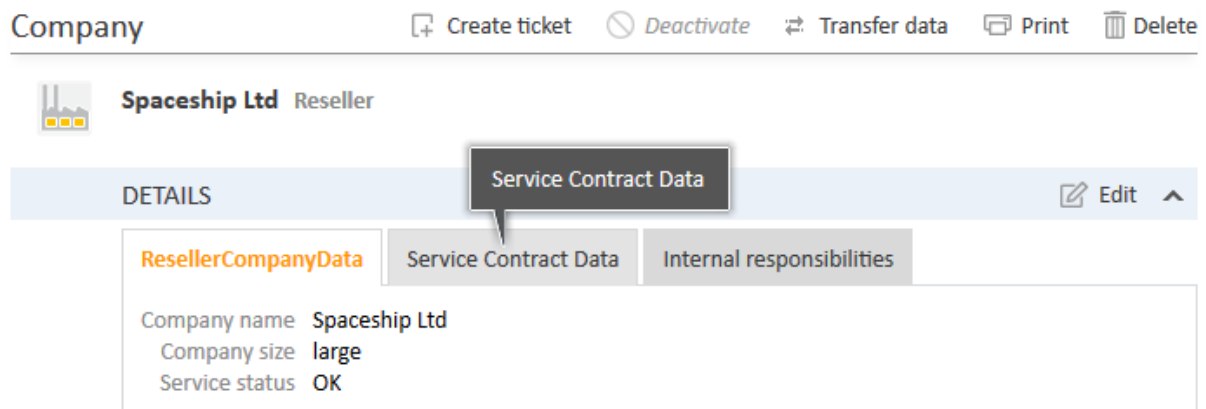 Company Create ticket Deactivate Transfer data Print Delete
Spaceship Ltd Reseller
Service Contract Data
DETAILS Edit
ResellerCompanyData Service Contract Data Internal responsibilities
Company name Spaceship Ltd
Company size large
Service status OK